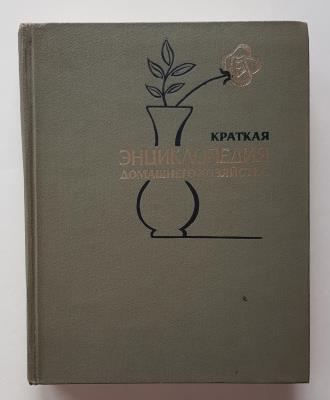 КРАТКАЯ
ЭНЦИКЛОПЕДИЯ
ДОМАШНЕГО ХОЗЯЙСТВА